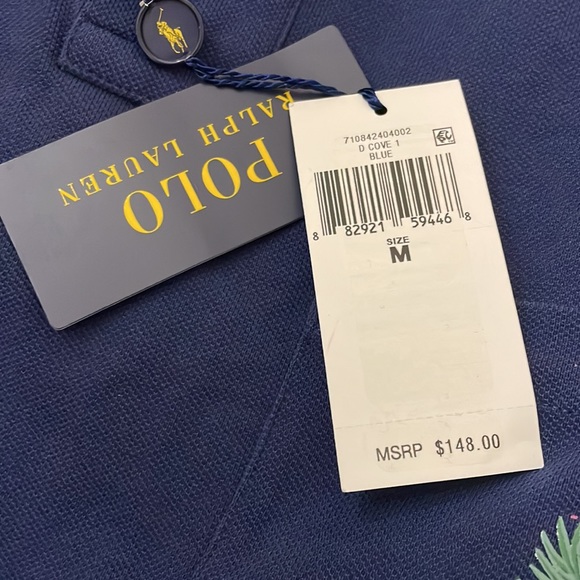 POLO
RALPH LAUREN
710842404002
D COVE 1
BLUE
8 82921 59446 8
SIZE
M
MSRP $148.00